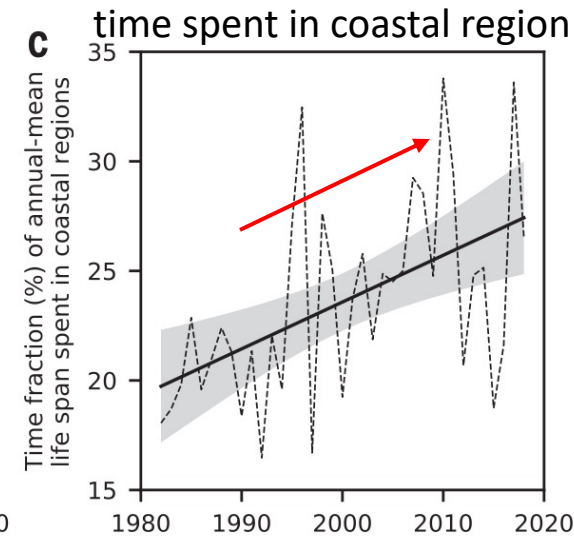 time spent in coastal region
c
Time fraction (%) of annual-mean
life span spent in coastal regions
35
30
25
20
15
0
1980 1990 2000 2010 2020